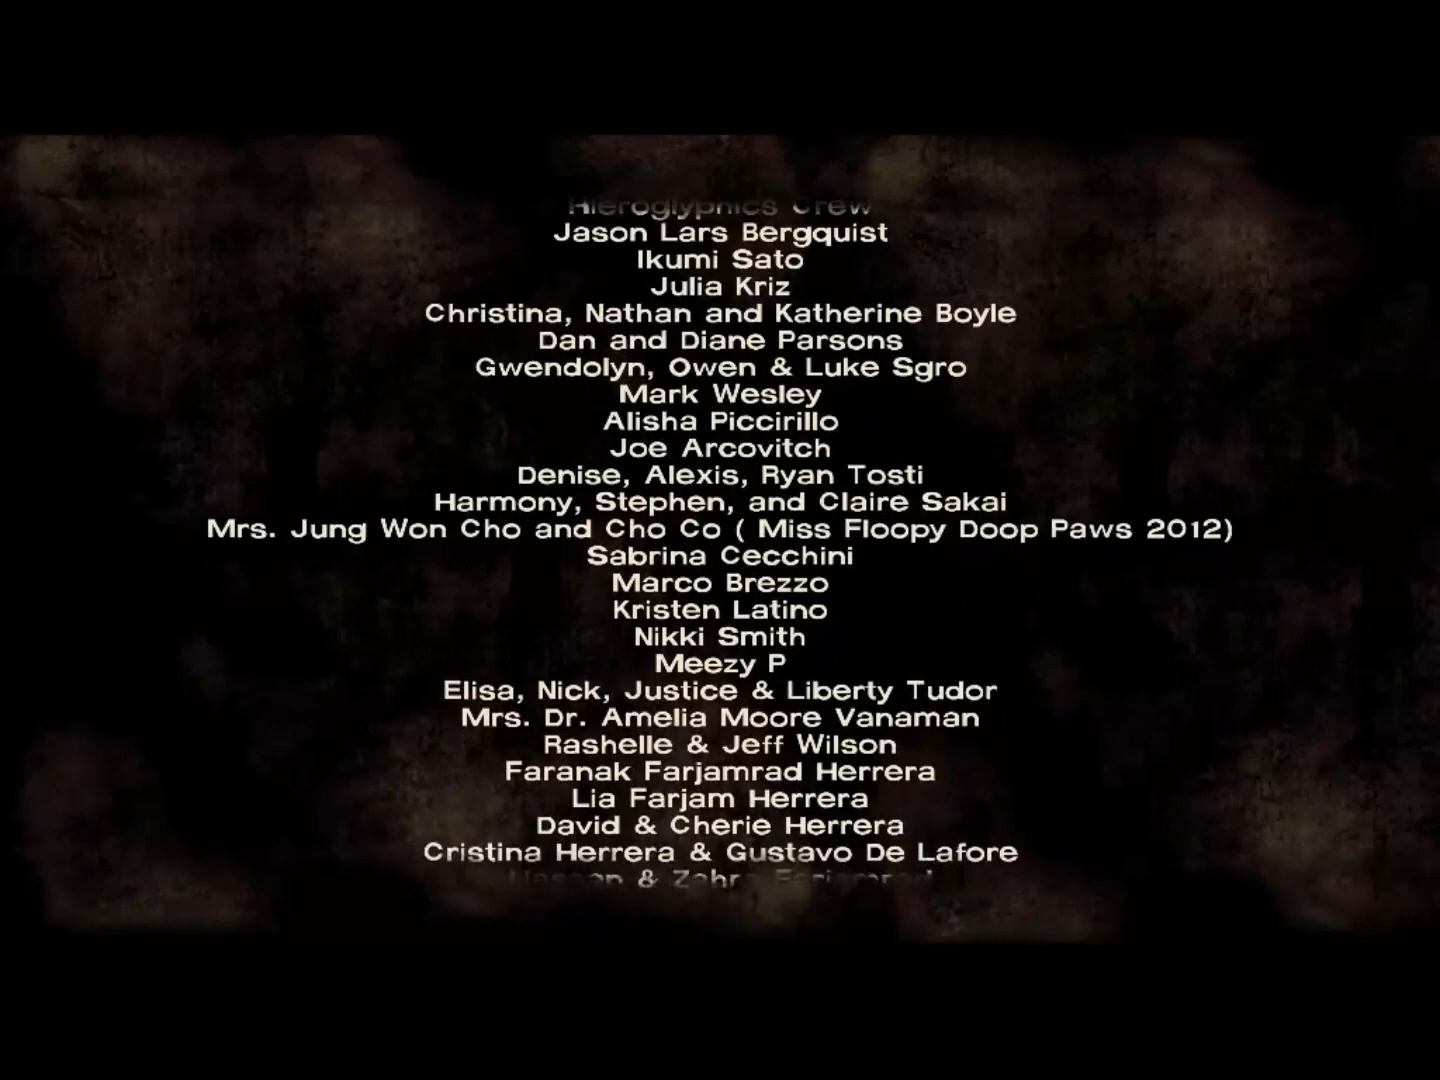 Hieroglyphics Crew
Jason Lars Bergquist
Ikumi Sato
Julia Kriz
Christina, Nathan and Katherine Boyle
Dan and Diane Parsons
Gwendolyn, Owen & Luke Sgro
Mark Wesley
Alisha Piccirillo
Joe Arcovitch
Denise, Alexis, Ryan Tosti
Harmony, Stephen, and Claire Sakai
Mrs. Jung Won Cho and Cho Co ( Miss Floopy Doop Paws 2012)
Sabrina Cecchini
Marco Brezzo
Kristen Latino
Nikki Smith
Meezy P
Elisa, Nick, Justice & Liberty Tudor
Mrs. Dr. Amelia Moore Vanaman
Rashelle & Jeff Wilson
Faranak Farjamrad Herrera
Lia Farjam Herrera
David & Cherie Herrera
Cristina Herrera & Gustavo De Lafore
&